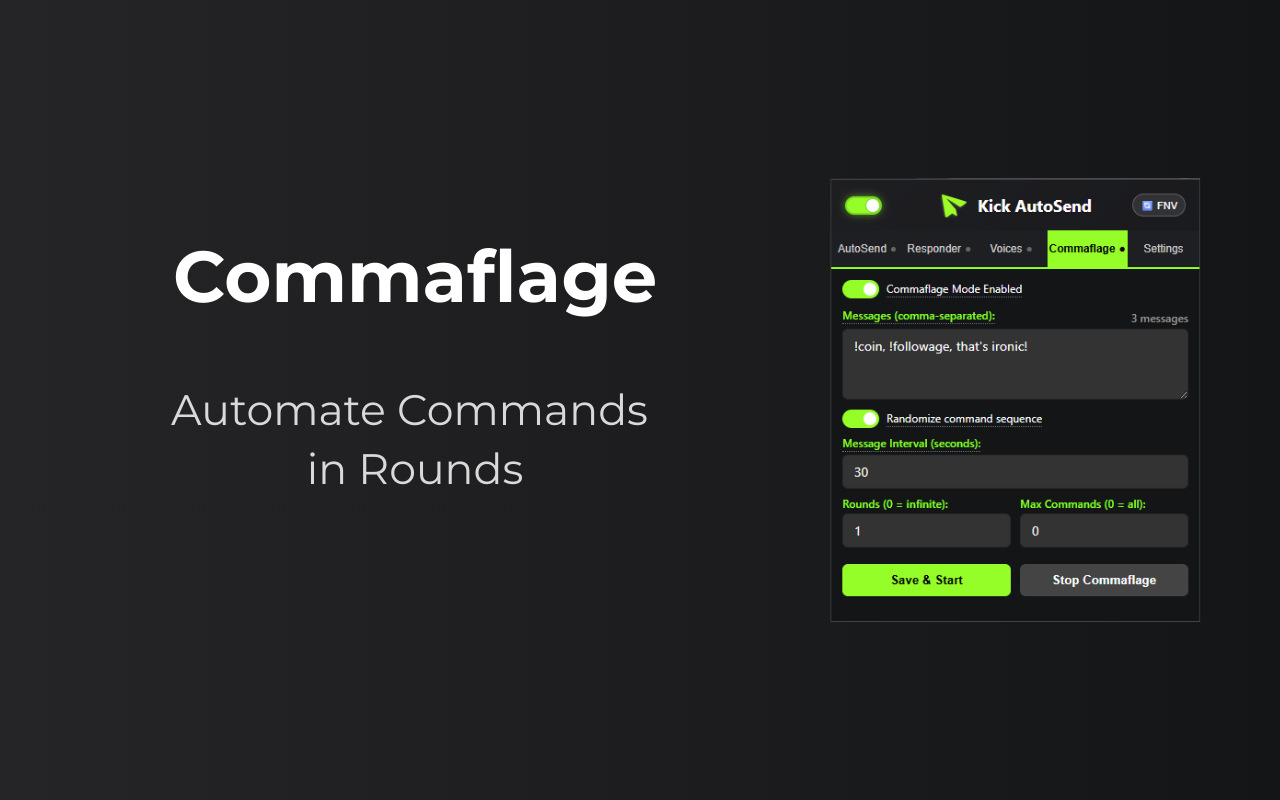 Commaflage
Automate Commands
in Rounds
Kick AutoSend
FNV
AutoSend
Responder
Voices
Commaflage
Settings
Commaflage Mode Enabled
Messages (comma-separated):
3 messages
!coin, !followage, that's ironic!
Randomize command sequence
Message Interval (seconds):
30
Rounds (0 = infinite):
Max Commands (0 = all):
1
0
Save & Start
Stop Commaflage